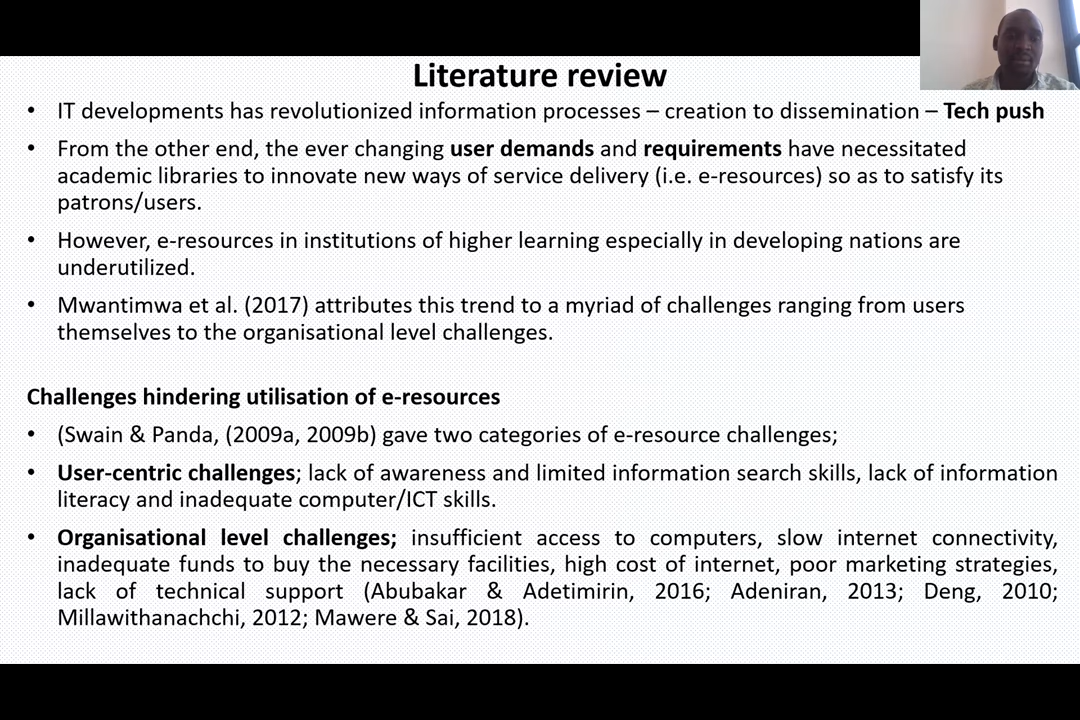 Literature review
• IT developments has revolutionized information processes – creation to dissemination – Tech push
• From the other end, the ever changing user demands and requirements have necessitated
academic libraries to innovate new ways of service delivery (i.e. e-resources) so as to satisfy its
patrons/users.
• However, e-resources in institutions of higher learning especially in developing nations are
underutilized.
• Mwantimwa et al. (2017) attributes this trend to a myriad of challenges ranging from users
themselves to the organisational level challenges.
Challenges hindering utilisation of e-resources
• (Swain & Panda, (2009a, 2009b) gave two categories of e-resource challenges;
• User-centric challenges; lack of awareness and limited information search skills, lack of information
literacy and inadequate computer/ICT skills.
• Organisational level challenges; insufficient access to computers, slow internet connectivity,
inadequate funds to buy the necessary facilities, high cost of internet, poor marketing strategies,
lack of technical support (Abubakar & Adetimirin, 2016; Adeniran, 2013; Deng, 2010;
Millawithanachchi, 2012; Mawere & Sai, 2018).